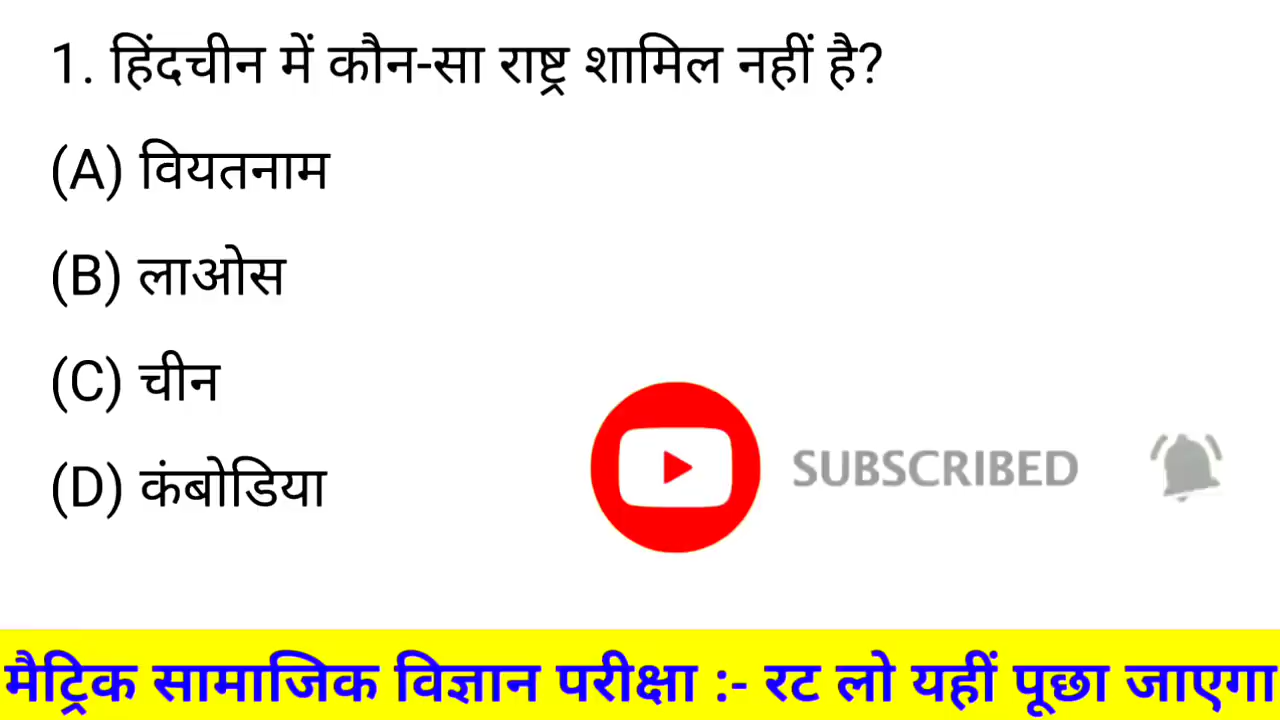 1. हिंदचीन में कौन-सा राष्ट्र शामिल नहीं है?
(A) वियतनाम
(B) लाओस
(C) चीन
(D) कंबोडिया
SUBSCRIBED
मैट्रिक सामाजिक विज्ञान परीक्षा :- रट लो यहीं पूछा जाएगा